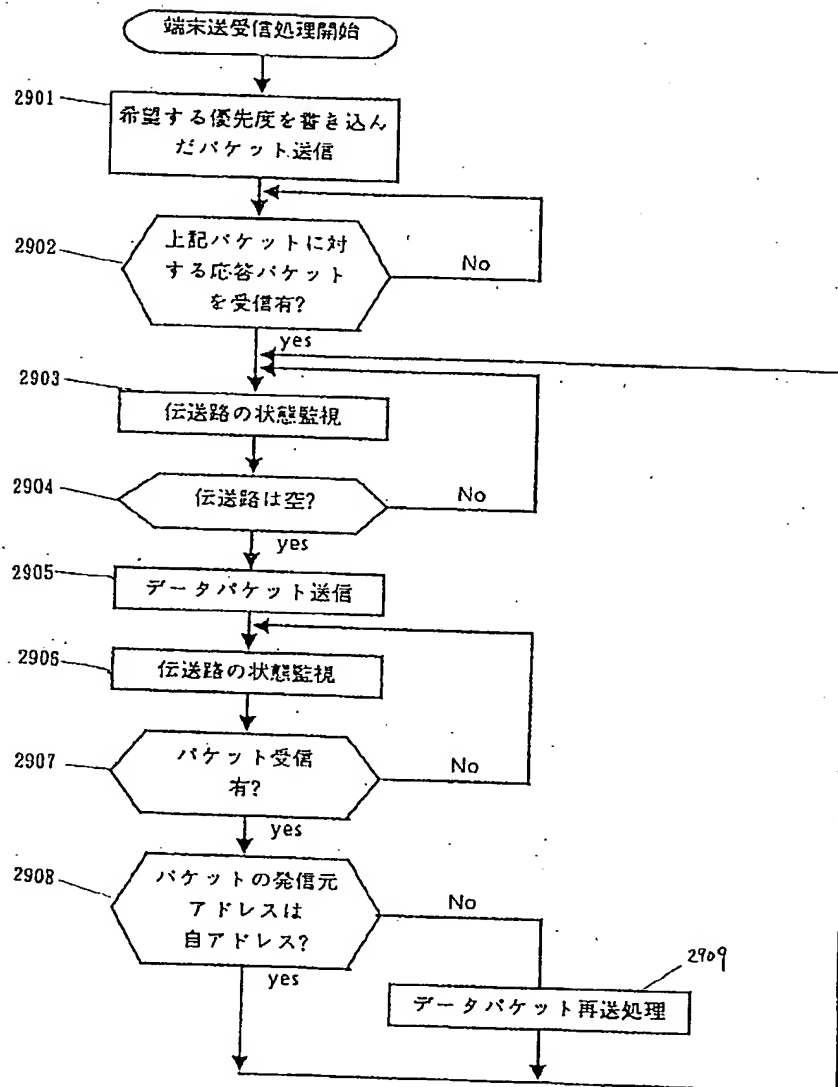 端末送受信処理開始
2901
希望する優先度を書き込ん
だパケット送信
2902
上記パケットに対
する応答パケット
を受信有?
No
yes
2903
伝送路の状態監視
2904
伝送路は空?
No
yes
2905
データパケット送信
2906
伝送路の状態監視
2907
パケット受信
有?
No
yes
2908
パケットの発信元
アドレスは
自アドレス?
No
yes
2909
データパケット再送処理